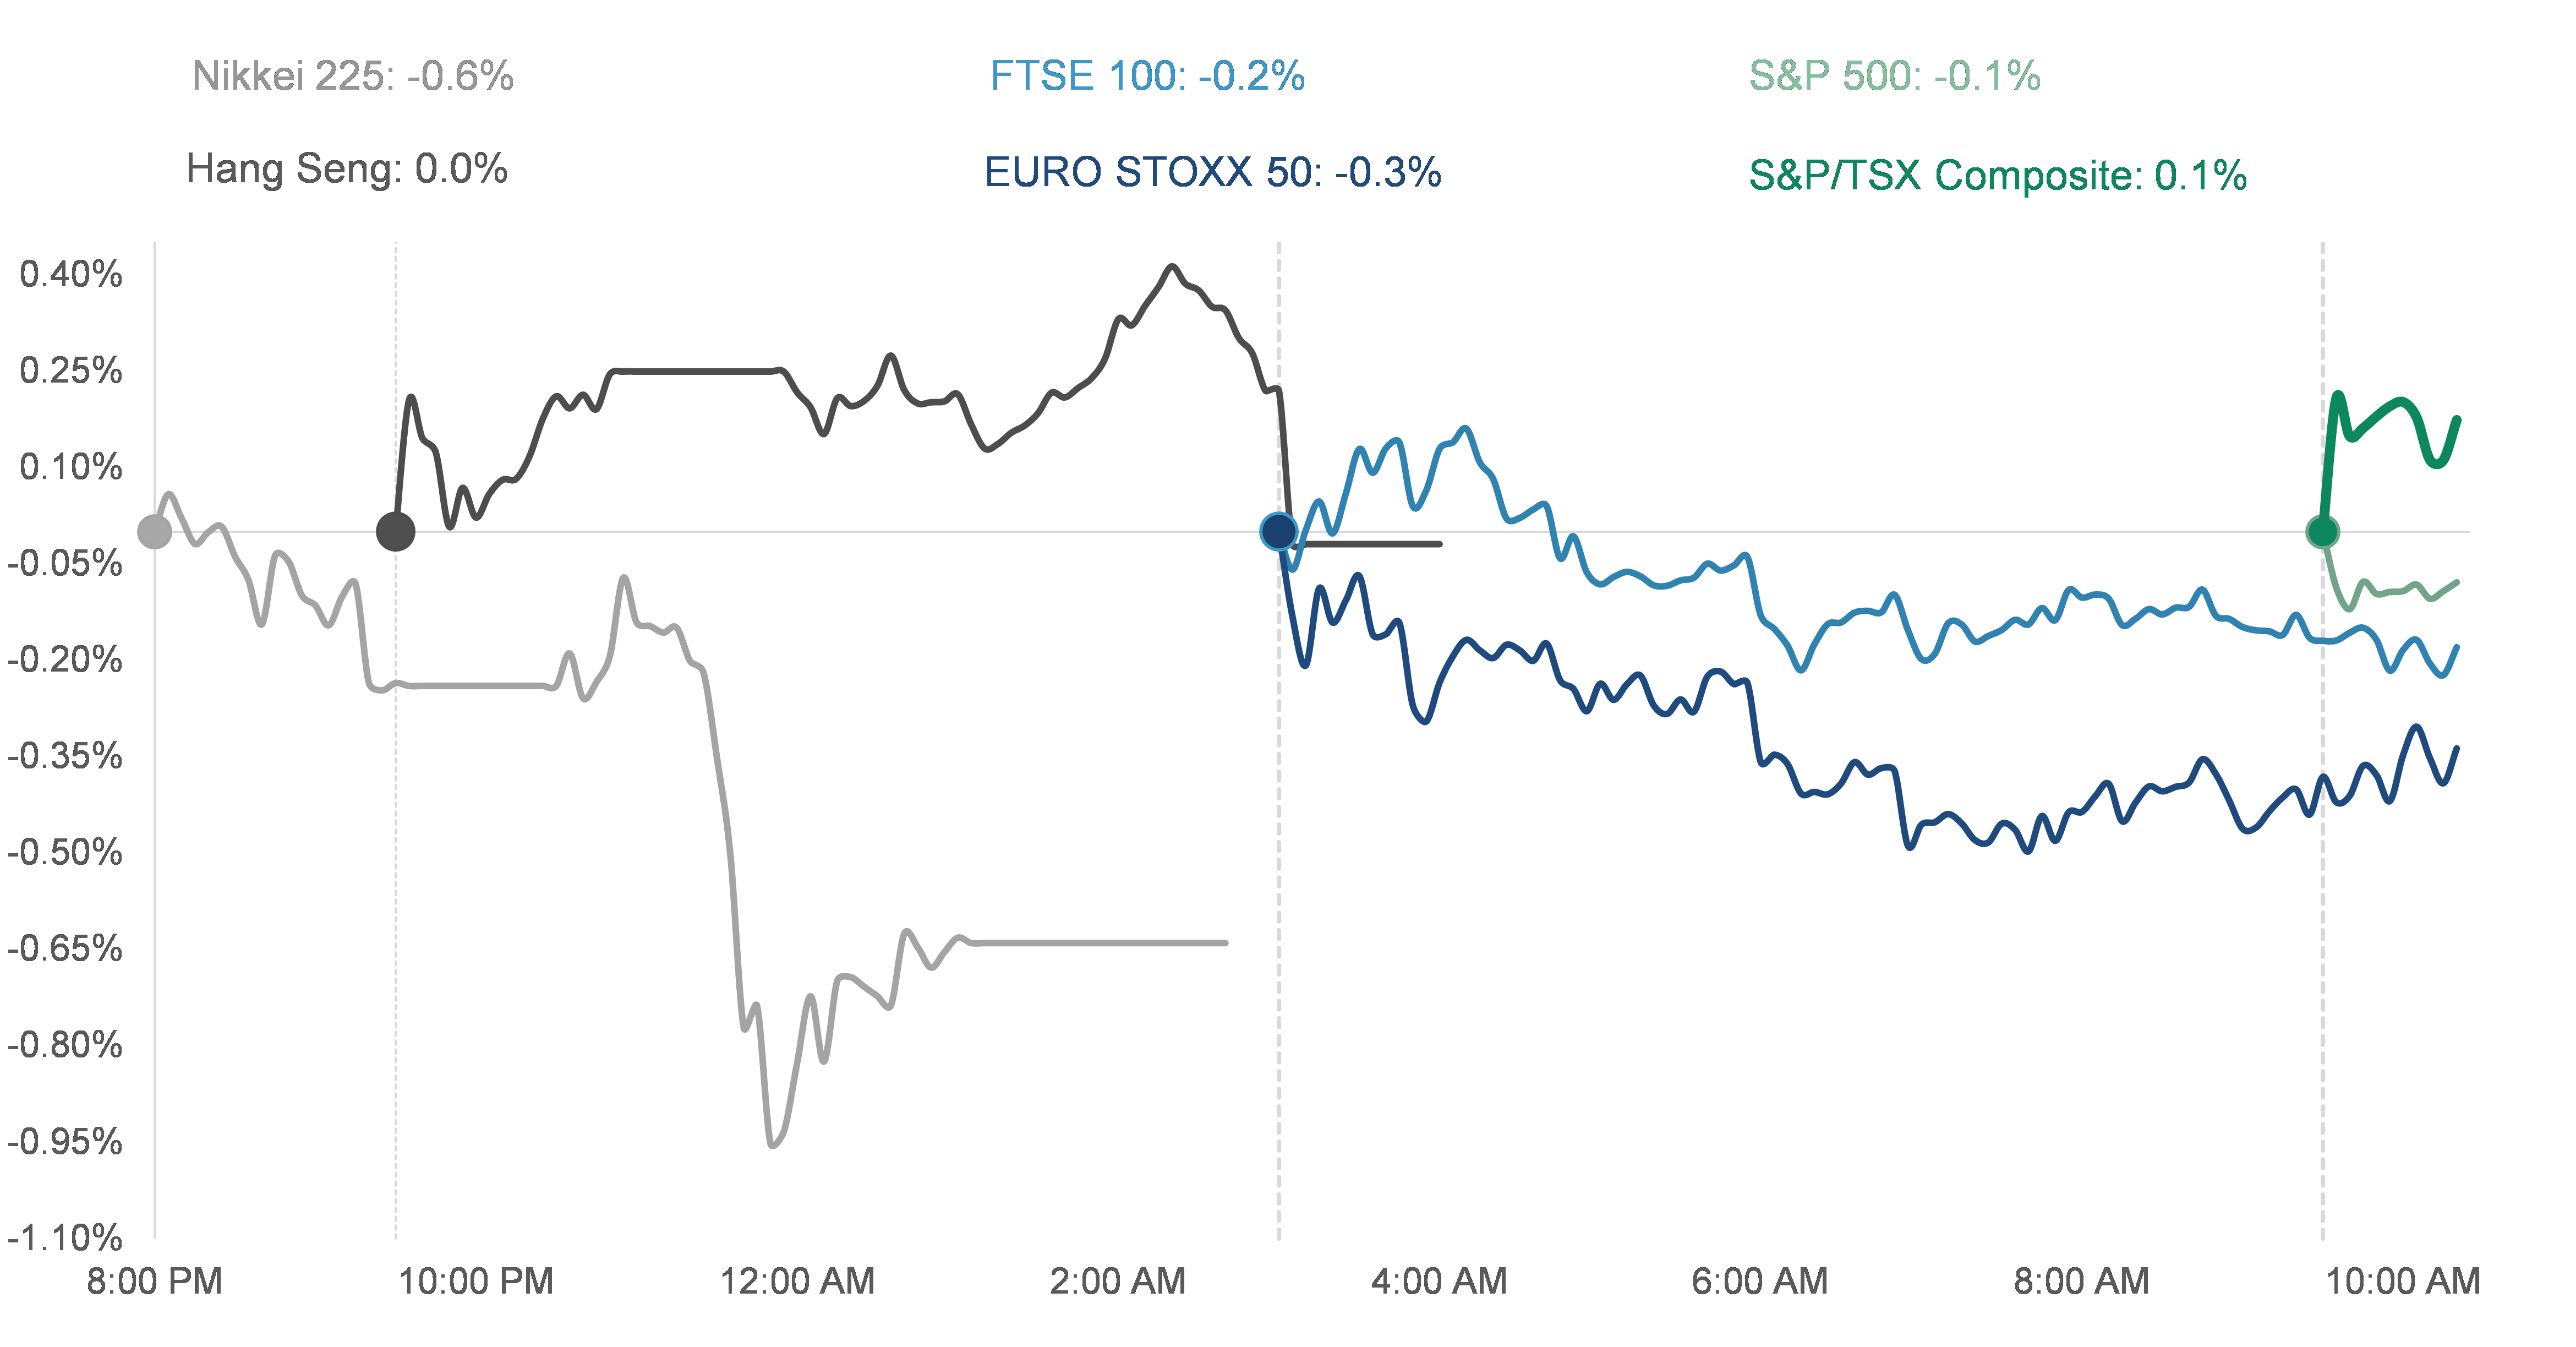 Nikkei 225: -0.6%
FTSE 100: -0.2%
S&P 500: -0.1%
Hang Seng: 0.0%
EURO STOXX 50: -0.3%
S&P/TSX Composite: 0.1%
0.40%
0.25%
0.10%
-0.05%
-0.20%
-0.35%
-0.50%
-0.65%
-0.80%
-0.95%
-1.10%
8:00 PM
10:00 PM
12:00 AM
2:00 AM
4:00 AM
6:00 AM
8:00 AM
10:00 AM